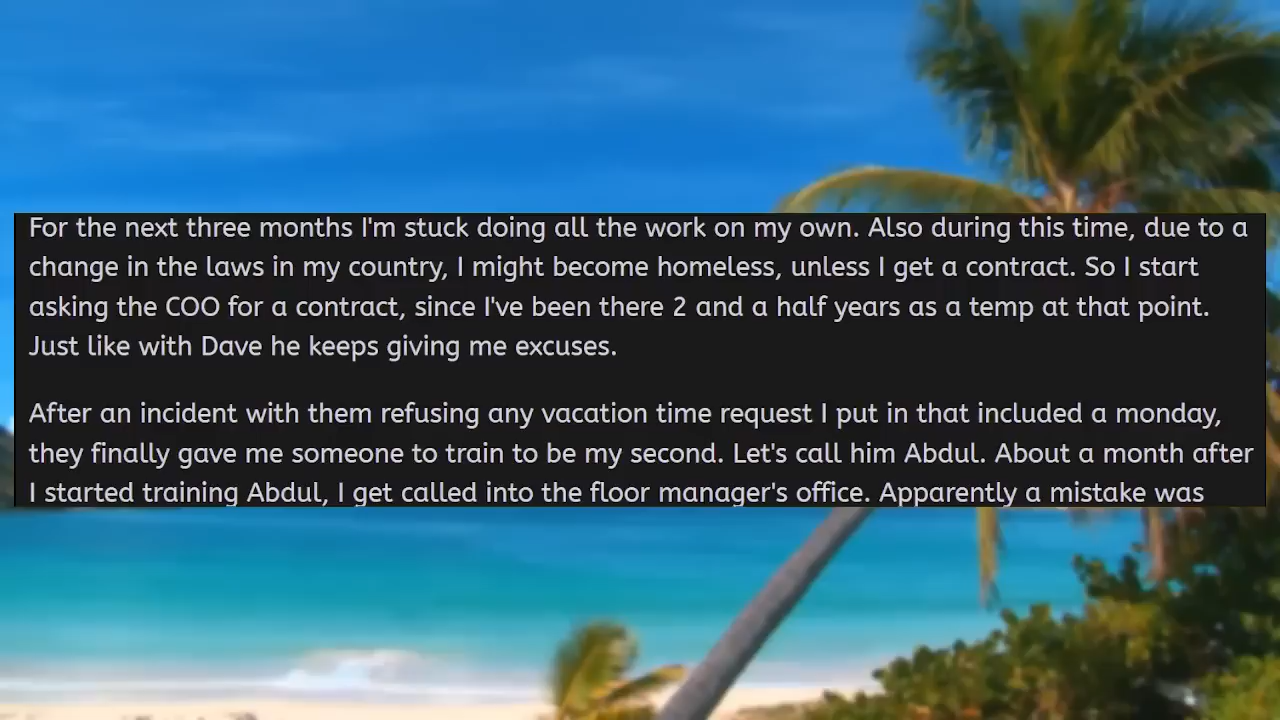 For the next three months I'm stuck doing all the work on my own. Also during this time, due to a
change in the laws in my country, I might become homeless, unless I get a contract. So I start
asking the COO for a contract, since I've been there 2 and a half years as a temp at that point.
Just like with Dave he keeps giving me excuses.
After an incident with them refusing any vacation time request I put in that included a monday,
they finally gave me someone to train to be my second. Let's call him Abdul. About a month after
I started training Abdul, I get called into the floor manager's office. Apparently a mistake was